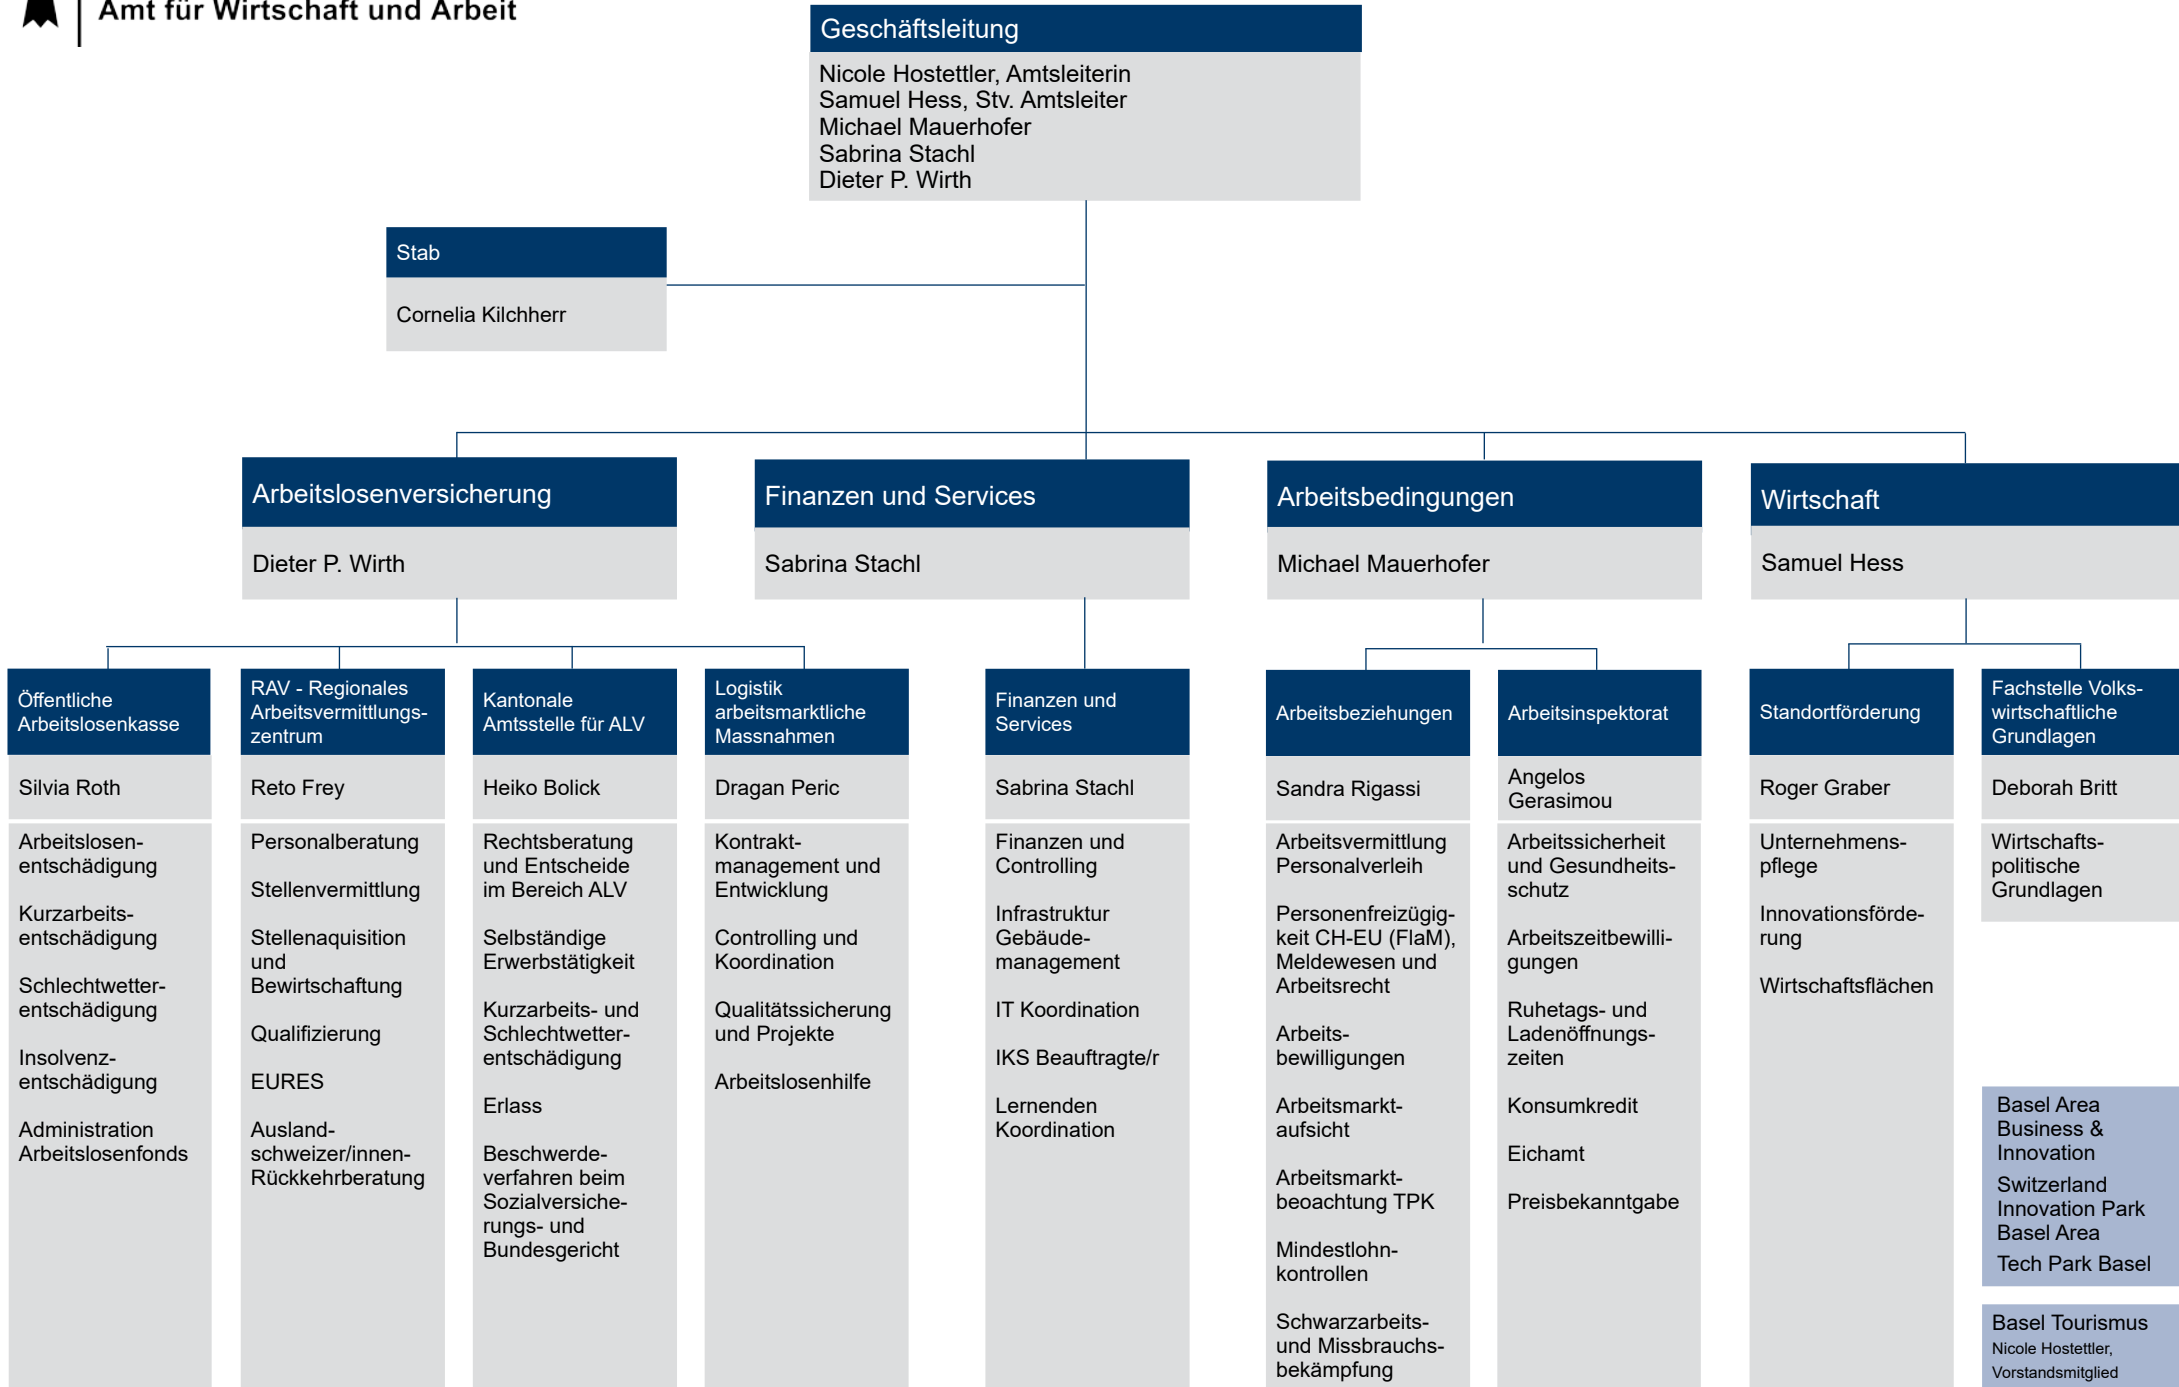 Amt für Wirtschaft und Arbeit
Geschäftsleitung
Nicole Hostettler, Amtsleiterin
Samuel Hess, Stv. Amtsleiter
Michael Mauerhofer
Sabrina Stachl
Dieter P. Wirth
Stab
Cornelia Kilchherr
Arbeitslosenversicherung
Dieter P. Wirth
Finanzen und Services
Sabrina Stachl
Arbeitsbedingungen
Michael Mauerhofer
Wirtschaft
Samuel Hess
Öffentliche
Arbeitslosenkasse
Silvia Roth
Arbeitslosen-
entschädigung
Kurzarbeits-
entschädigung
Schlechtwetter-
entschädigung
Insolvenz-
entschädigung
Administration
Arbeitslosenfonds
RAV - Regionales
Arbeitsvermittlungs-
zentrum
Reto Frey
Personalberatung
Stellenvermittlung
Stellenaquisition
und
Bewirtschaftung
Qualifizierung
EURES
Ausland-
schweizer/innen-
Rückkehrberatung
Kantonale
Amtsstelle für ALV
Heiko Bolick
Rechtsberatung
und Entscheide
im Bereich ALV
Selbständige
Erwerbstätigkeit
Kurzarbeits- und
Schlechtwetter-
entschädigung
Erlass
Beschwerde-
verfahren beim
Sozialversiche-
rungs- und
Bundesgericht
Logistik
arbeitsmarktliche
Massnahmen
Dragan Peric
Kontrakt-
management und
Entwicklung
Controlling und
Koordination
Qualitätssicherung
und Projekte
Arbeitslosenhilfe
Finanzen und
Services
Sabrina Stachl
Finanzen und
Controlling
Infrastruktur
Gebäude-
management
IT Koordination
IKS Beauftragte/r
Lernenden
Koordination
Arbeitsbeziehungen
Sandra Rigassi
Arbeitsvermittlung
Personalverleih
Personenfreizügig-
keit CH-EU (FlaM),
Meldewesen und
Arbeitsrecht
Arbeits-
bewilligungen
Arbeitsmarkt-
aufsicht
Arbeitsmarkt-
beoachtung TPK
Mindestlohn-
kontrollen
Schwarzarbeits-
und Missbrauchs-
bekämpfung
Arbeitsinspektorat
Angelos
Gerasimou
Arbeitssicherheit
und Gesundheits-
schutz
Arbeitszeitbewilli-
gungen
Ruhetags- und
Ladenöffnungs-
zeiten
Konsumkredit
Eichamt
Preisbekanntgabe
Standortförderung
Roger Graber
Unternehmens-
pflege
Innovationsförde-
rung
Wirtschaftsflächen
Fachstelle Volks-
wirtschaftliche
Grundlagen
Deborah Britt
Wirtschafts-
politische
Grundlagen
Basel Area
Business &
Innovation
Switzerland
Innovation Park
Basel Area
Tech Park Basel
Basel Tourismus
Nicole Hostettler,
Vorstandsmitglied